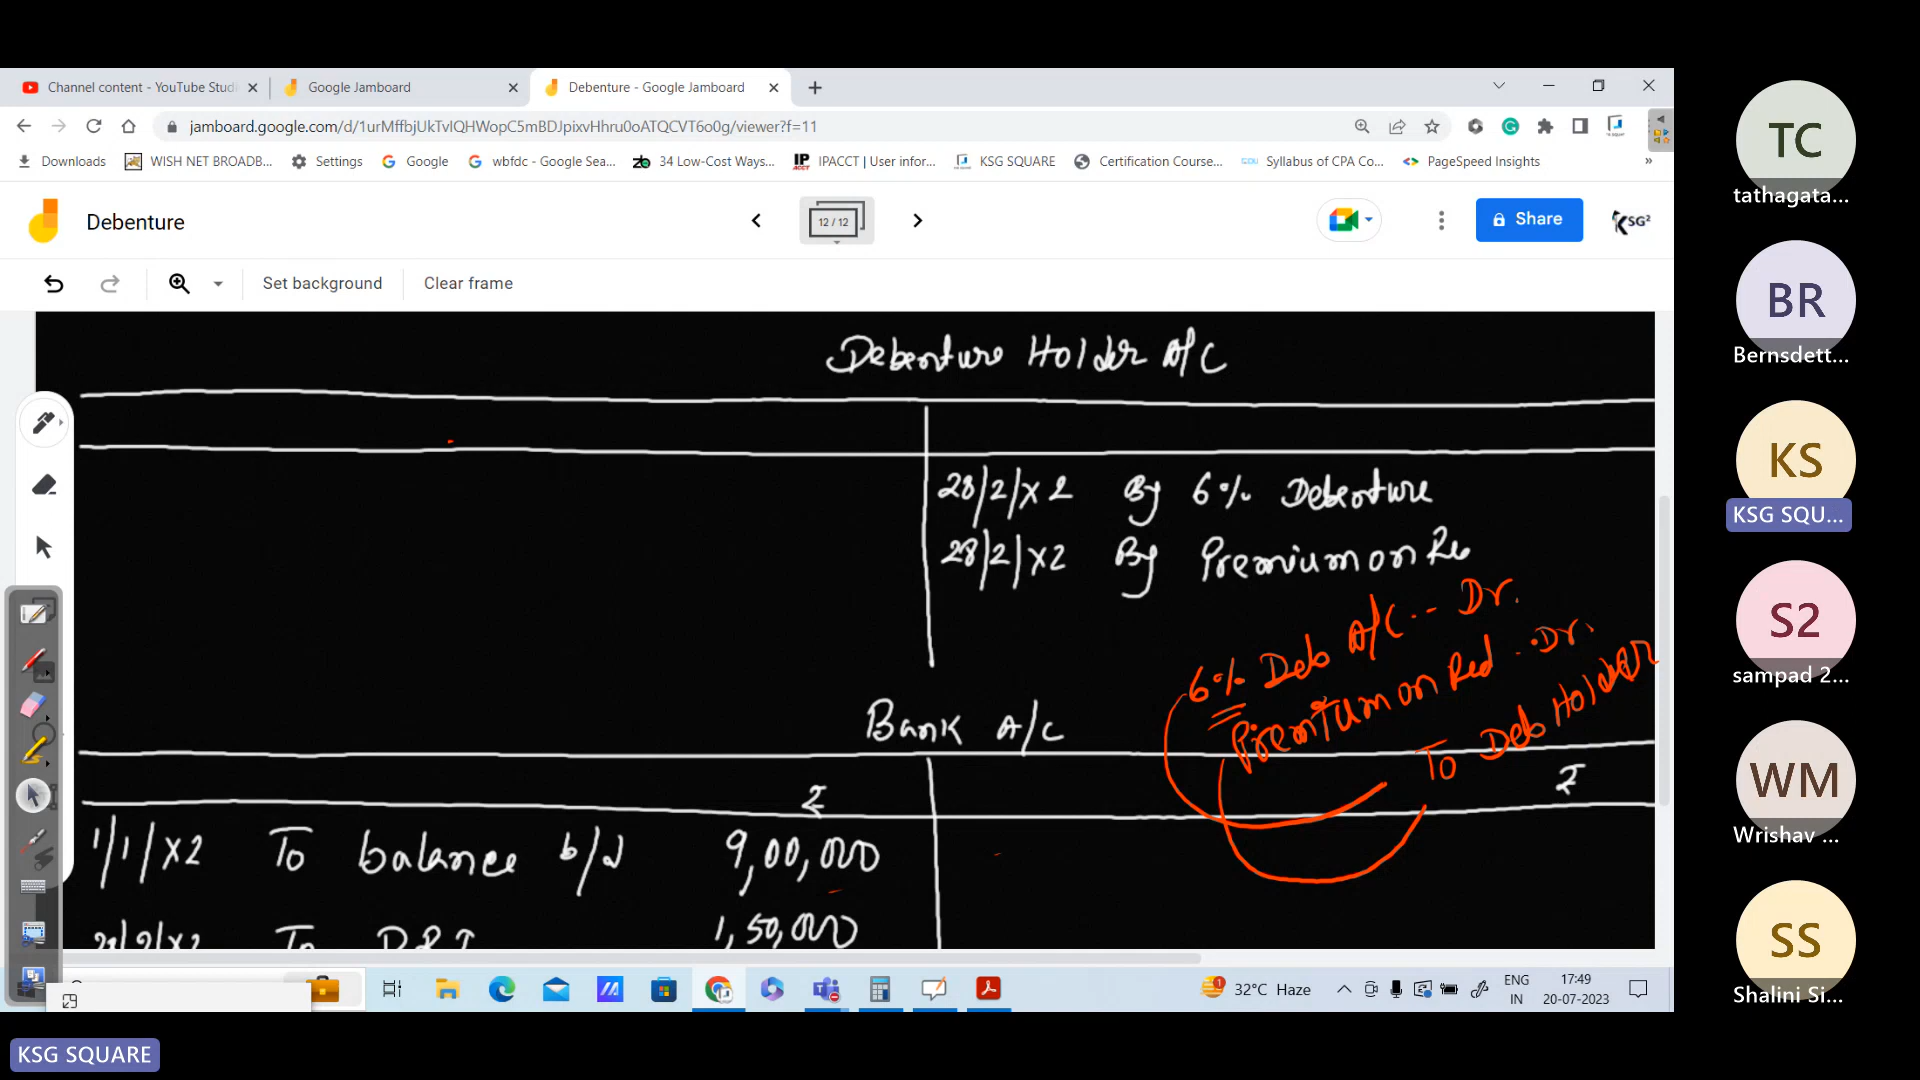 Channel content - YouTube Studi
Google Jamboard
Debenture - Google Jamboard
jamboard.google.com/d/1urMffbjUkTvIQHWopC5mBDJpixvHhru0oATQCVT6o0g/viewer?f=11
Downloads
WISH NET BROADB...
Settings
Google
wbfdc - Google Sea...
34 Low-Cost Ways...
IPACCT | User infor...
KSG SQUARE
Certification Course...
Syllabus of CPA Co...
PageSpeed Insights
»
Debenture
12 / 12
Share
KSG²
Set background
Clear frame
Debenture Holder A/C
28/2/X2 By 6% Debenture
28/2/X2 By Premium on Re
6% Deb A/C .. Dr.
Premium on Red . Dr.
To Deb Holder
Bank A/C
₹ ₹
1/1/X2 To balance b/d 9,00,000
To DRI 1,50,000
32°C Haze
ENG
IN
17:49
20-07-2023
TC
tathagata...
BR
Bernsdett...
KS
KSG SQU...
S2
sampad 2...
WM
Wrishav ...
SS
Shalini Si...
KSG SQUARE